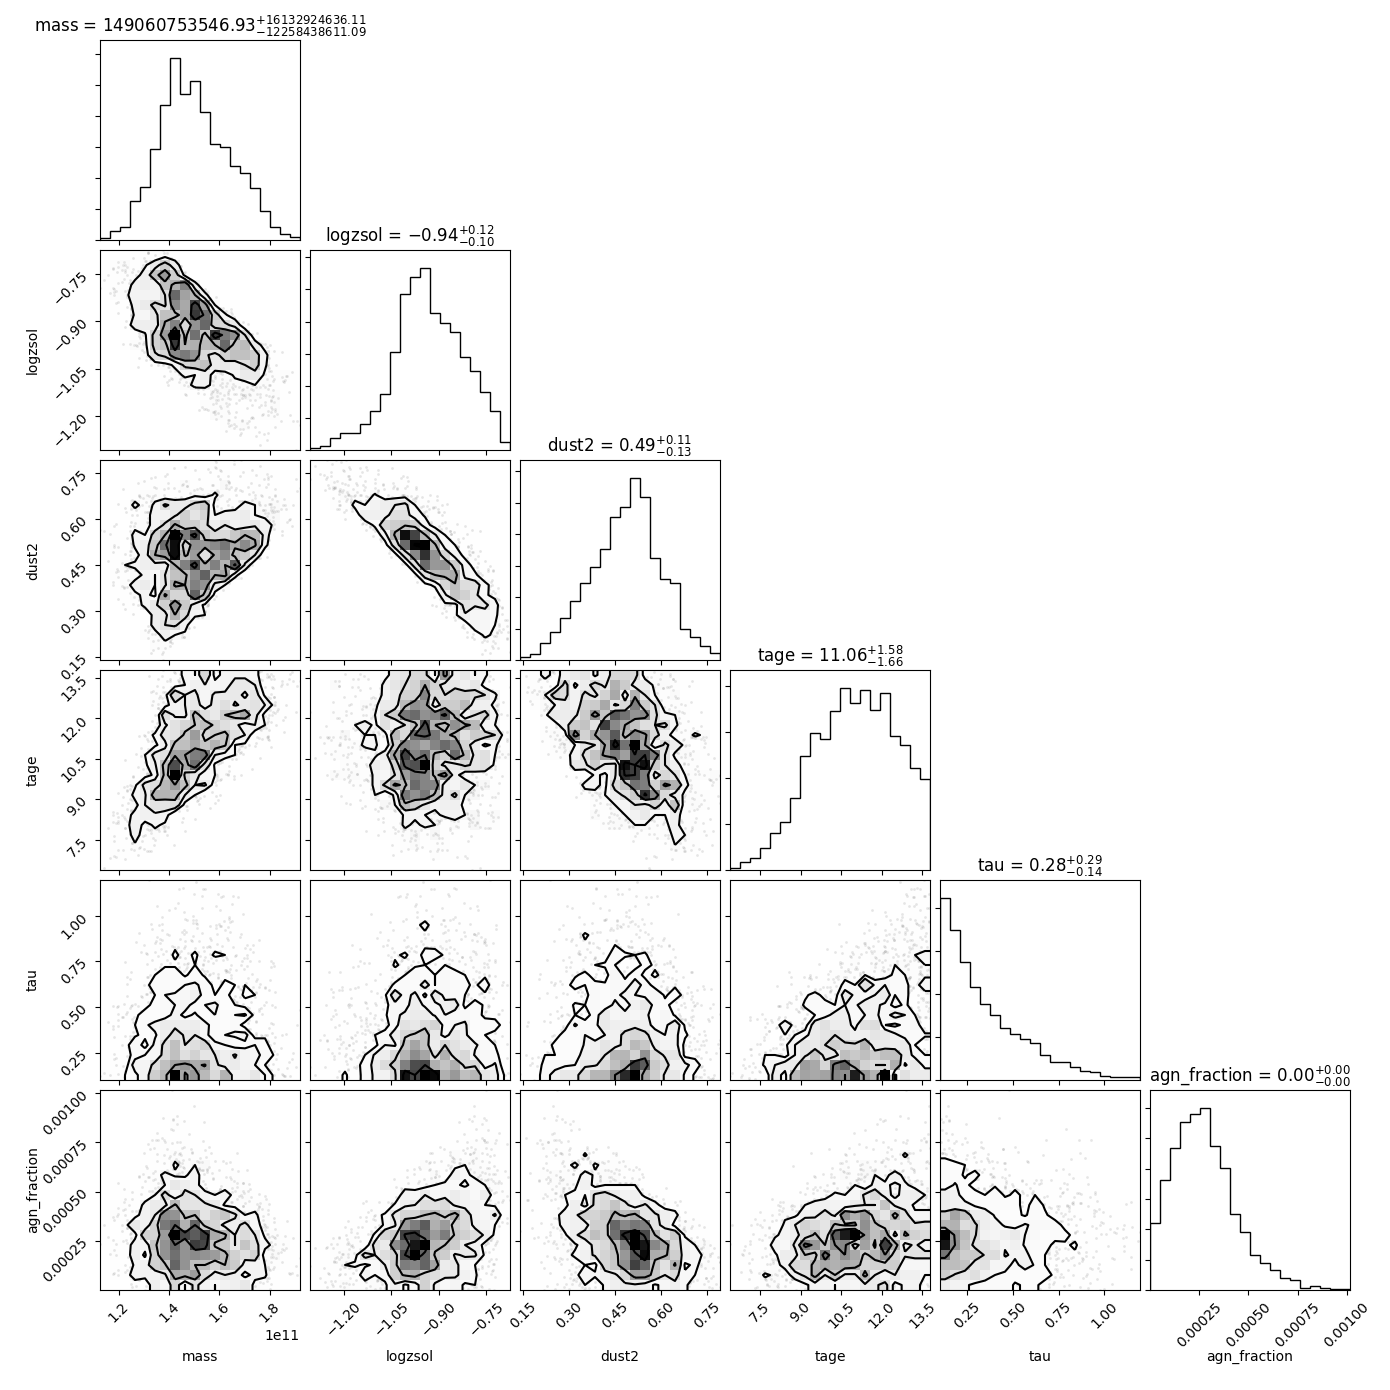 mass = 149060753546.93+16132924636.11−12258438611.09
logzsol = −0.94+0.12−0.10
−0.75
−0.90
−1.05
−1.20
logzsol
dust2 = 0.49+0.11−0.13
0.75
0.60
0.45
0.30
0.15
dust2
tage = 11.06+1.58−1.66
13.5
12.0
10.5
9.0
7.5
tage
tau = 0.28+0.29−0.14
1.00
0.75
0.50
0.25
tau
agn_fraction = 0.00+0.00−0.00
0.00100
0.00075
0.00050
0.00025
agn_fraction
1.2 1.4 1.6 1.8 −1.20 −1.05 −0.90 −0.75 0.15 0.30 0.45 0.60 0.75 7.5 9.0 10.5 12.0 13.5 0.25 0.50 0.75 1.00 0.00025 0.00050 0.00075 0.00100
1e11
mass logzsol dust2 tage tau agn_fraction